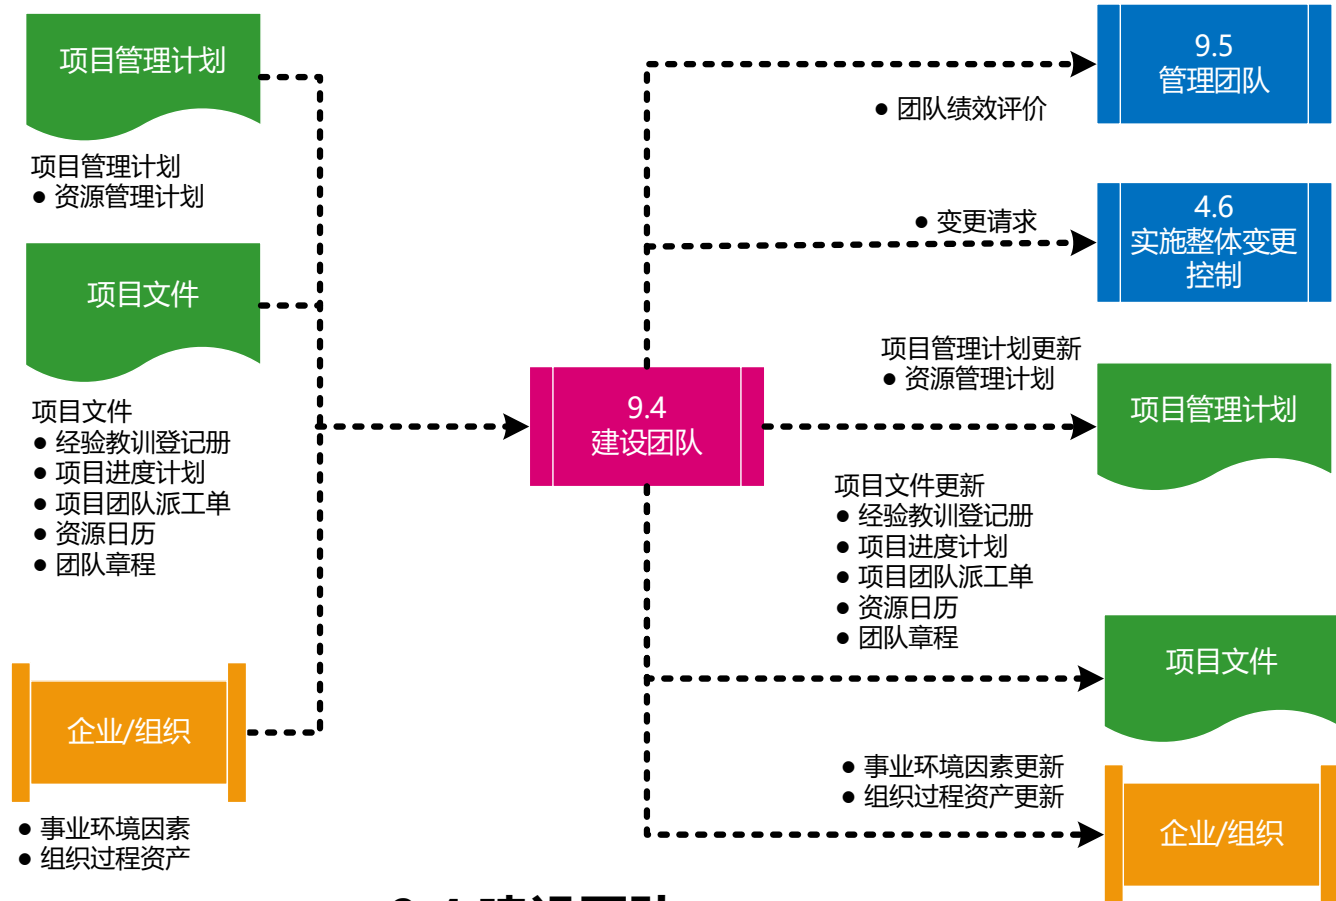 项目管理计划
项目管理计划
● 资源管理计划
项目文件
项目文件
● 经验教训登记册
● 项目进度计划
● 项目团队派工单
● 资源日历
● 团队章程
企业/组织
● 事业环境因素
● 组织过程资产
9.4
建设团队
● 团队绩效评价
9.5
管理团队
● 变更请求
4.6
实施整体变更
控制
项目管理计划更新
● 资源管理计划
项目管理计划
项目文件更新
● 经验教训登记册
● 项目进度计划
● 项目团队派工单
● 资源日历
● 团队章程
项目文件
● 事业环境因素更新
● 组织过程资产更新
企业/组织
9.4 建设团队